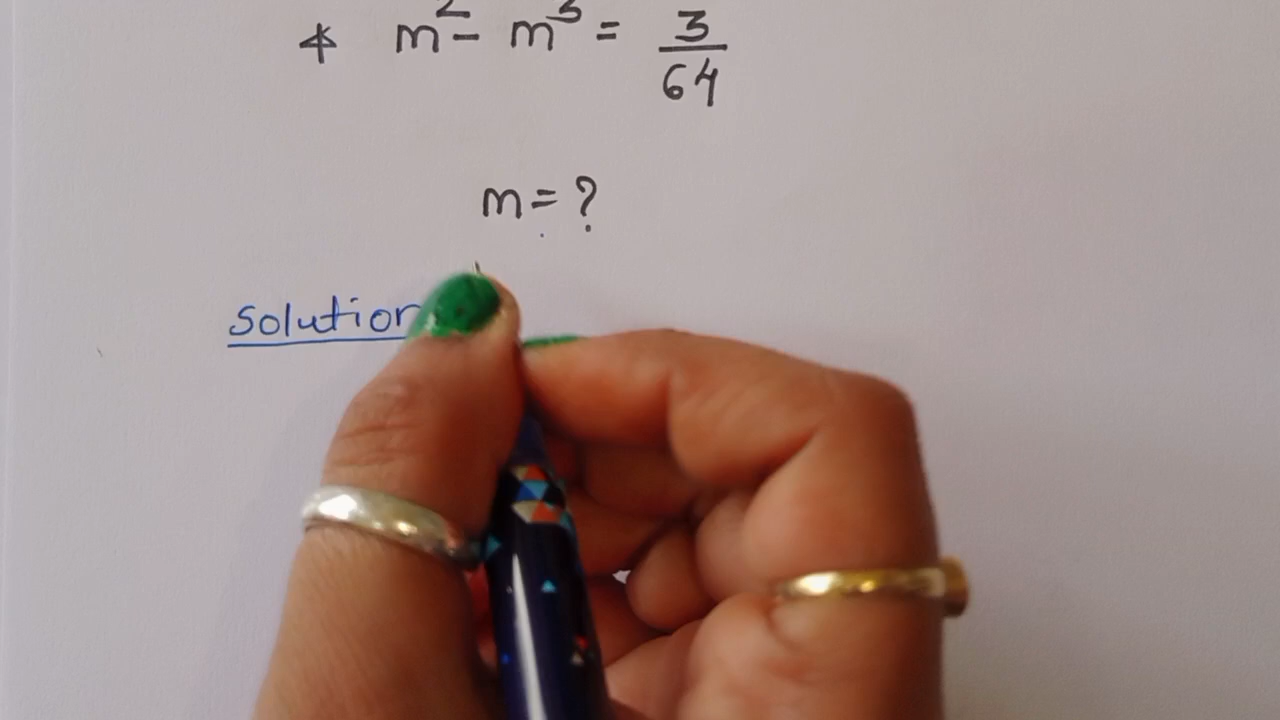 * m² - m³ = 3/64
m = ?
Solution